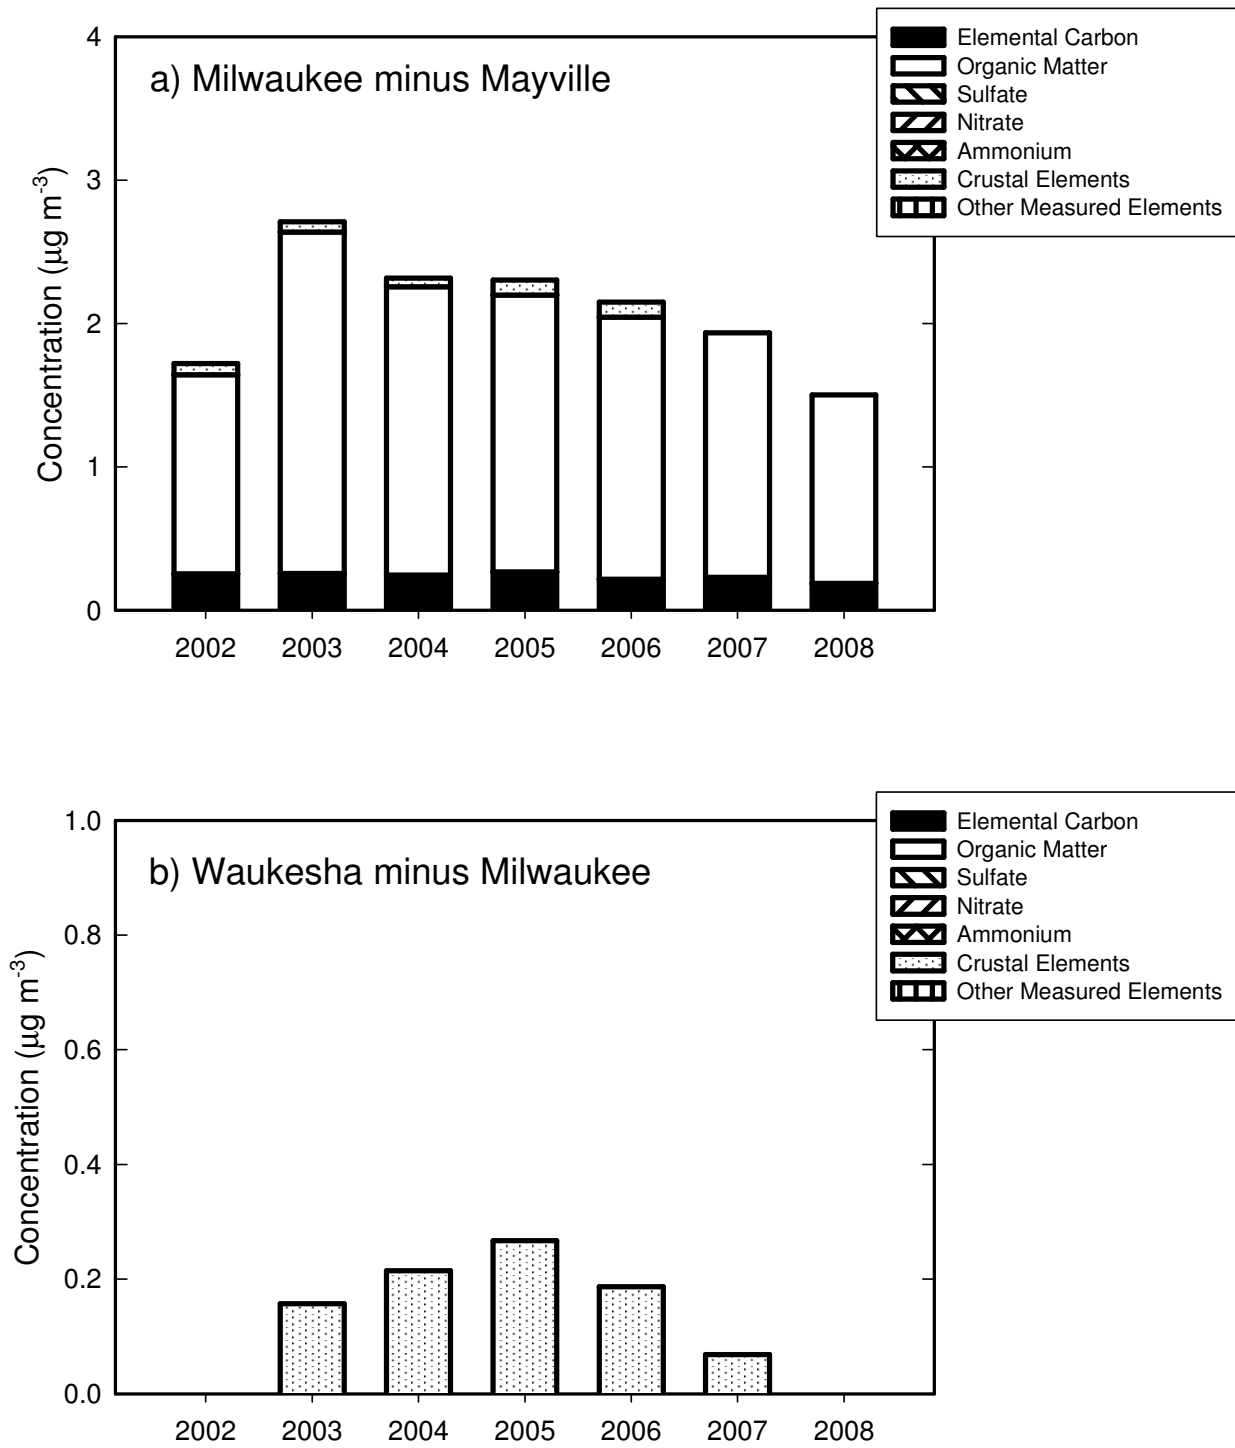 4
a) Milwaukee minus Mayville
3
2
1
0
Concentration (µg m⁻³)
2002 2003 2004 2005 2006 2007 2008
Elemental Carbon
Organic Matter
Sulfate
Nitrate
Ammonium
Crustal Elements
Other Measured Elements
1.0
b) Waukesha minus Milwaukee
0.8
0.6
0.4
0.2
0.0
Concentration (µg m⁻³)
2002 2003 2004 2005 2006 2007 2008
Elemental Carbon
Organic Matter
Sulfate
Nitrate
Ammonium
Crustal Elements
Other Measured Elements